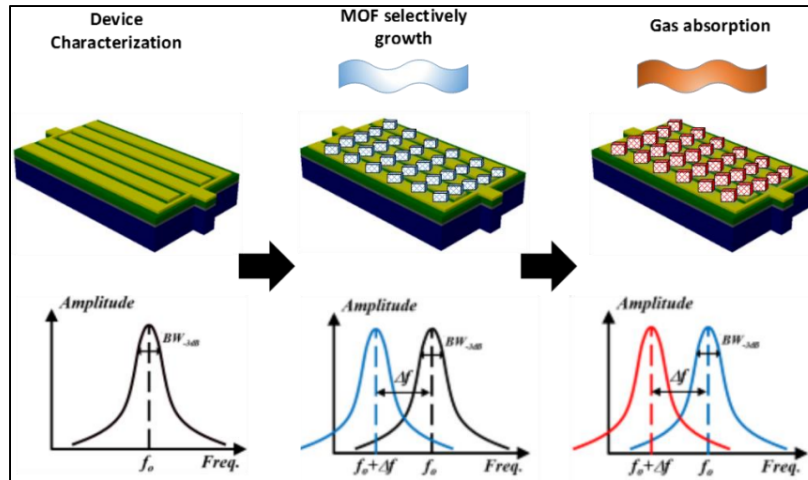 Device
Characterization
MOF selectively
growth
Gas absorption
Amplitude
BW-3dB
fo
Freq.
Amplitude
BW-3dB
Δf
fo+Δf
fo
Freq.
Amplitude
BW-3dB
Δf
fo+Δf
fo
Freq.